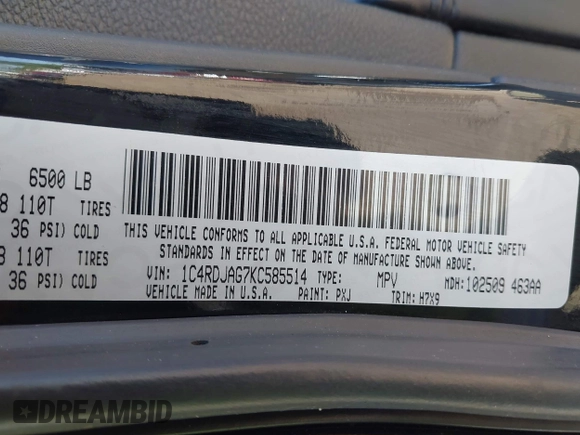 6500 LB
8 110T TIRES
36 PSI) COLD
110T TIRES
36 PSI) COLD
THIS VEHICLE CONFORMS TO ALL APPLICABLE U.S.A. FEDERAL MOTOR VEHICLE SAFETY
STANDARDS IN EFFECT ON THE DATE OF MANUFACTURE SHOWN ABOVE.
VIN: 1C4RDJAG7KC585514 TYPE: MPV MDH:102509 463AA
VEHICLE MADE IN U.S.A. PAINT: PXJ TRIM: H7X9
DREAMBID